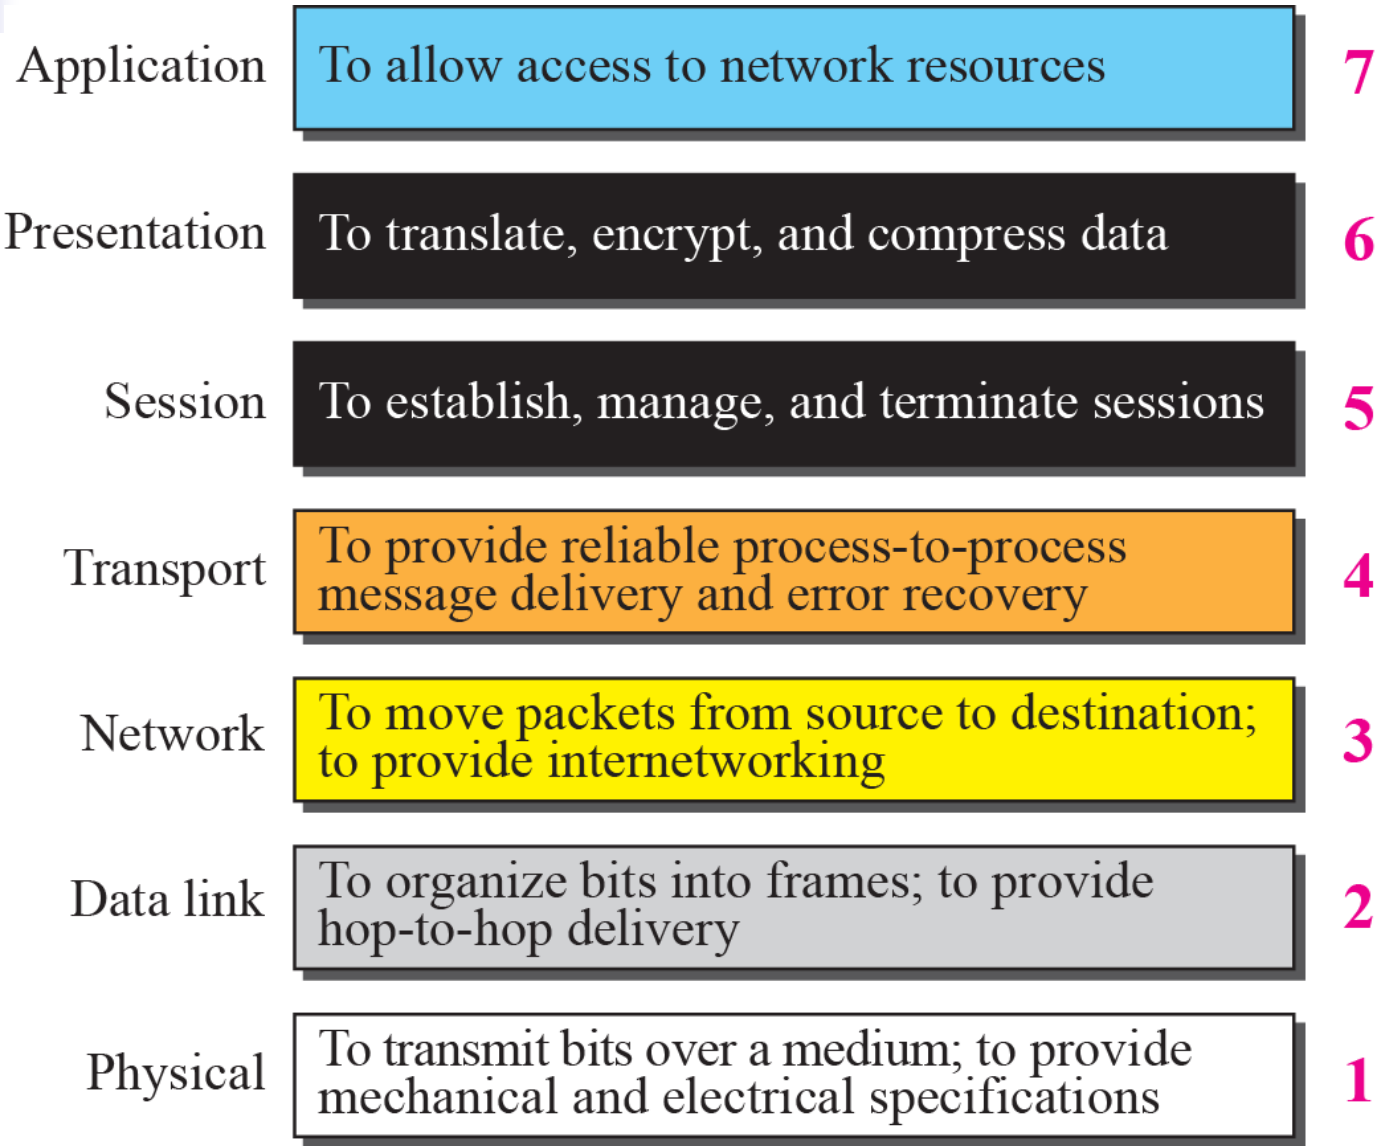 Application To allow access to network resources 7
Presentation To translate, encrypt, and compress data 6
Session To establish, manage, and terminate sessions 5
Transport To provide reliable process-to-process
message delivery and error recovery 4
Network To move packets from source to destination;
to provide internetworking 3
Data link To organize bits into frames; to provide
hop-to-hop delivery 2
Physical To transmit bits over a medium; to provide
mechanical and electrical specifications 1